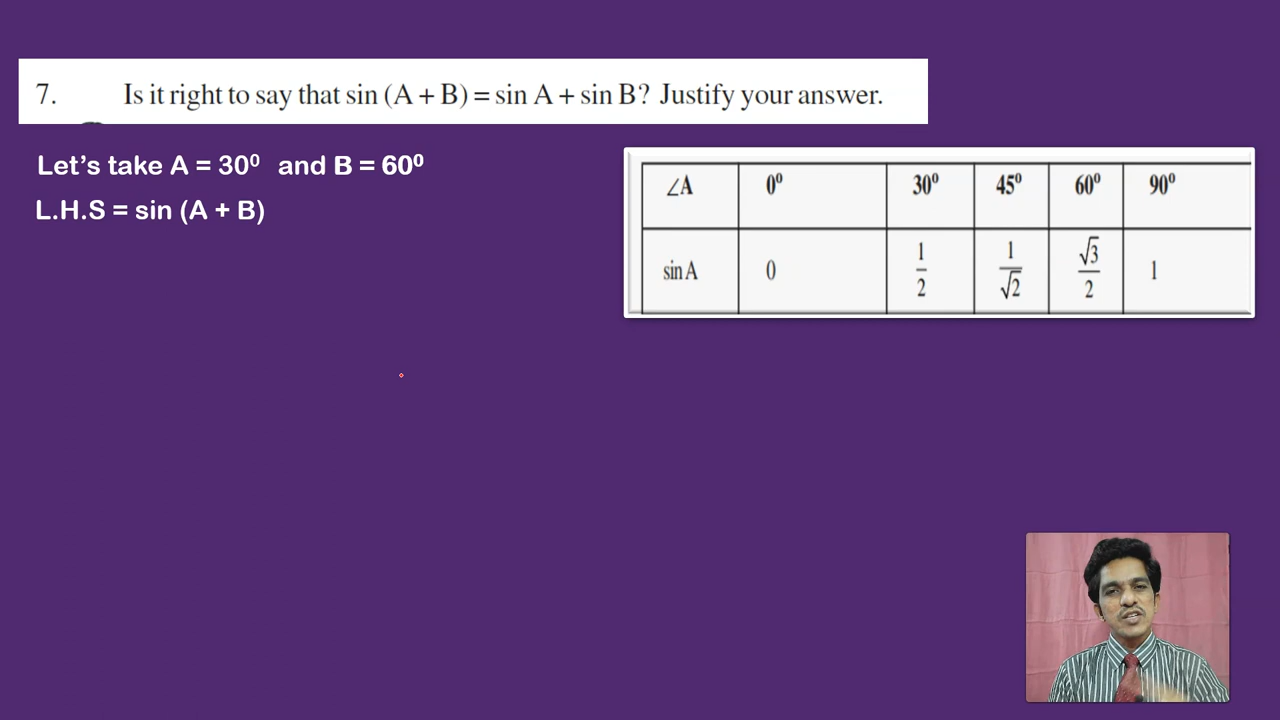 7. Is it right to say that sin (A + B) = sin A + sin B? Justify your answer.
Let's take A = 30⁰ and B = 60⁰
L.H.S = sin (A + B)
∠A 0⁰ 30⁰ 45⁰ 60⁰ 90⁰
sin A 0 1/2 1/√2 √3/2 1